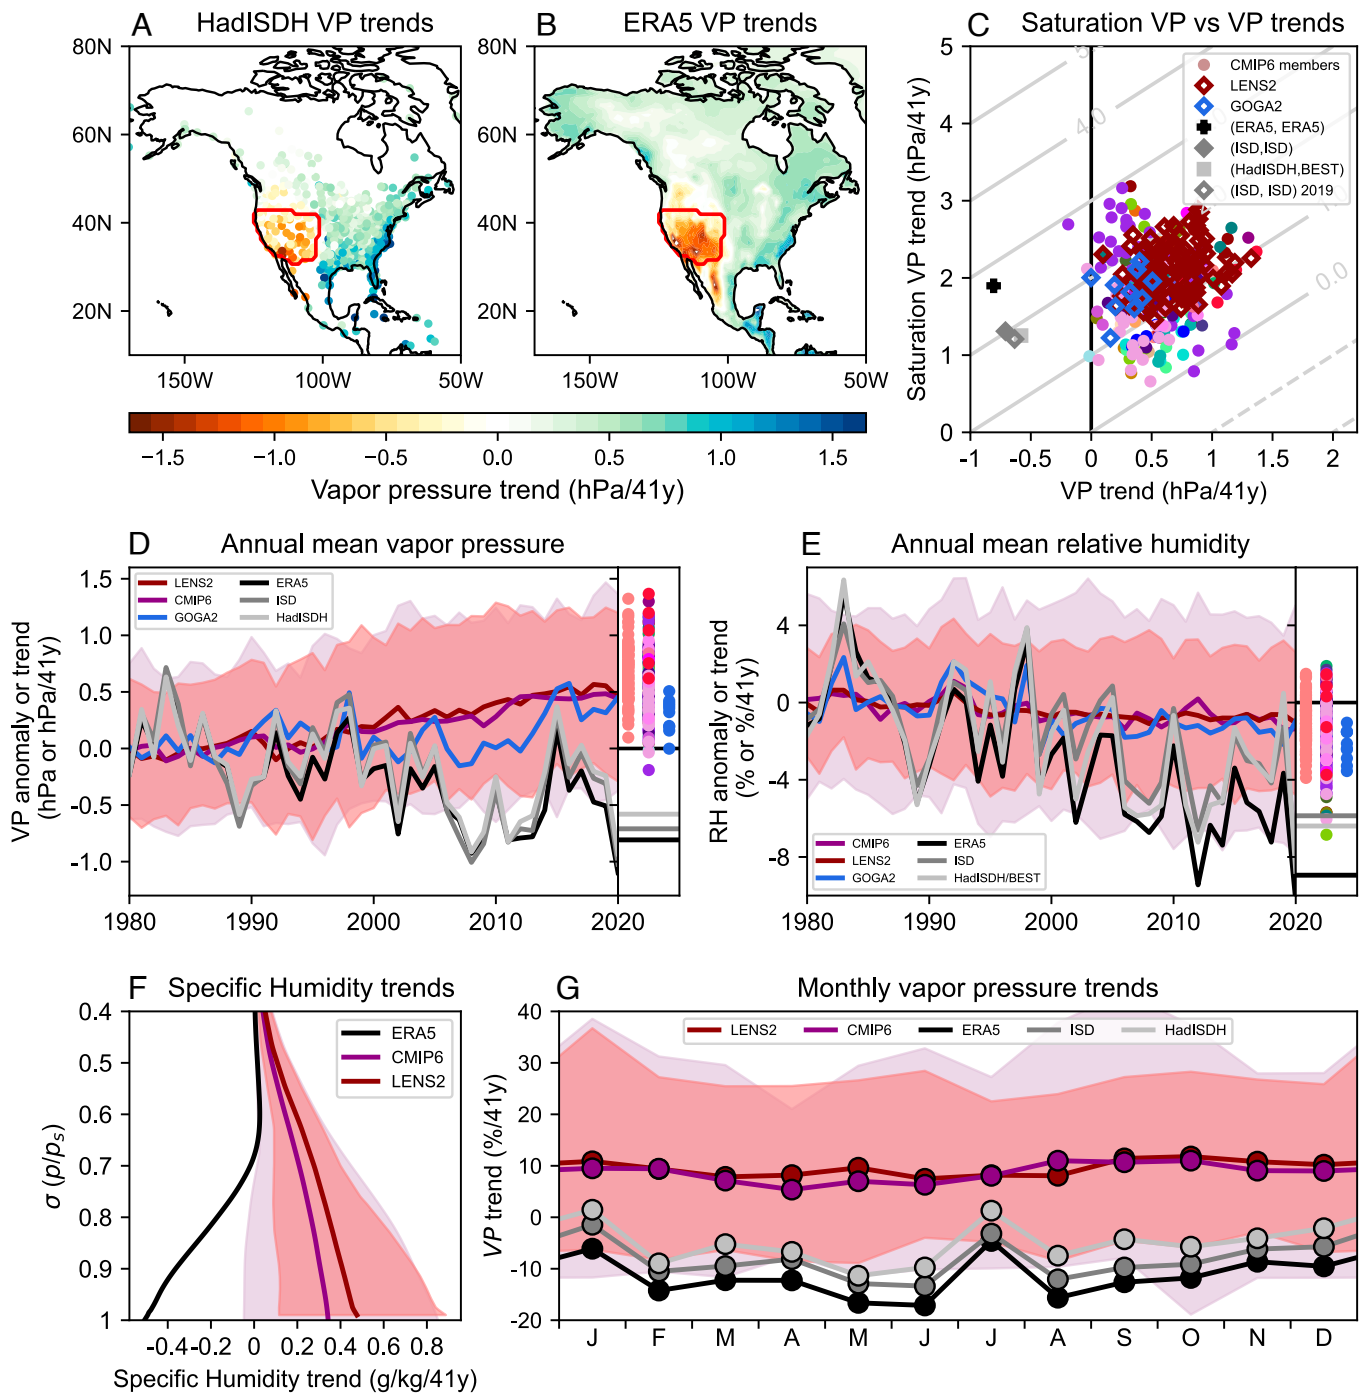 A HadISDH VP trends
80N
60N
40N
20N
150W 100W 50W
B ERA5 VP trends
80N
60N
40N
20N
150W 100W 50W
−1.5 −1.0 −0.5 0.0 0.5 1.0 1.5
Vapor pressure trend (hPa/41y)
C Saturation VP vs VP trends
Saturation VP trend (hPa/41y)
5
4
3
2
1
0
4.0
0.0
CMIP6 members
LENS2
GOGA2
(ERA5, ERA5)
(ISD,ISD)
(HadISDH,BEST)
(ISD, ISD) 2019
-1 -0.5 0 0.5 1 1.5 2
VP trend (hPa/41y)
D Annual mean vapor pressure
VP anomaly or trend
(hPa or hPa/41y)
1.5
1.0
0.5
0.0
-0.5
-1.0
LENS2 ERA5
CMIP6 ISD
GOGA2 HadISDH
1980 1990 2000 2010 2020
E Annual mean relative humidity
RH anomaly or trend
(% or %/41y)
4
0
-4
-8
CMIP6 ERA5
LENS2 ISD
GOGA2 HadISDH/BEST
1980 1990 2000 2010 2020
F Specific Humidity trends
σ (p/pₛ)
0.4
0.5
0.6
0.7
0.8
0.9
1
ERA5
CMIP6
LENS2
-0.4 -0.2 0 0.2 0.4 0.6 0.8
Specific Humidity trend (g/kg/41y)
G Monthly vapor pressure trends
VP trend (%/41y)
40
30
20
10
0
-10
-20
LENS2 CMIP6 ERA5 ISD HadISDH
J F M A M J J A S O N D